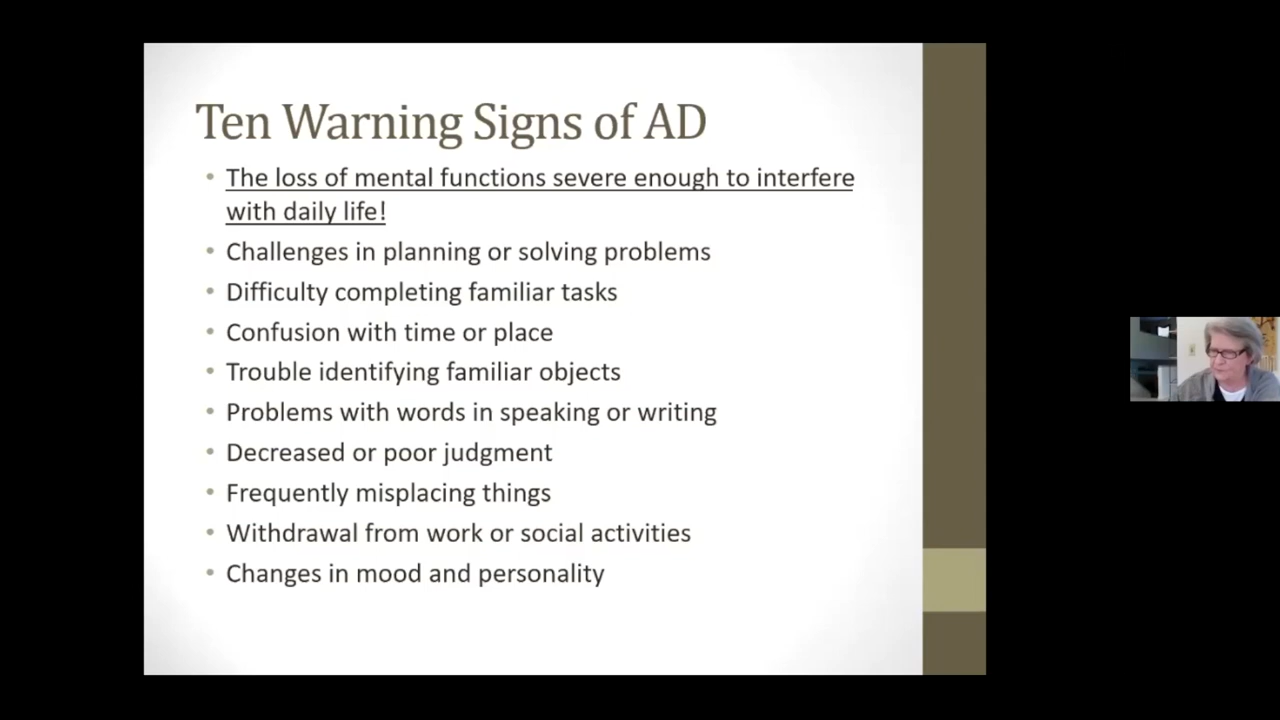 Ten Warning Signs of AD
• The loss of mental functions severe enough to interfere
with daily life!
• Challenges in planning or solving problems
• Difficulty completing familiar tasks
• Confusion with time or place
• Trouble identifying familiar objects
• Problems with words in speaking or writing
• Decreased or poor judgment
• Frequently misplacing things
• Withdrawal from work or social activities
• Changes in mood and personality